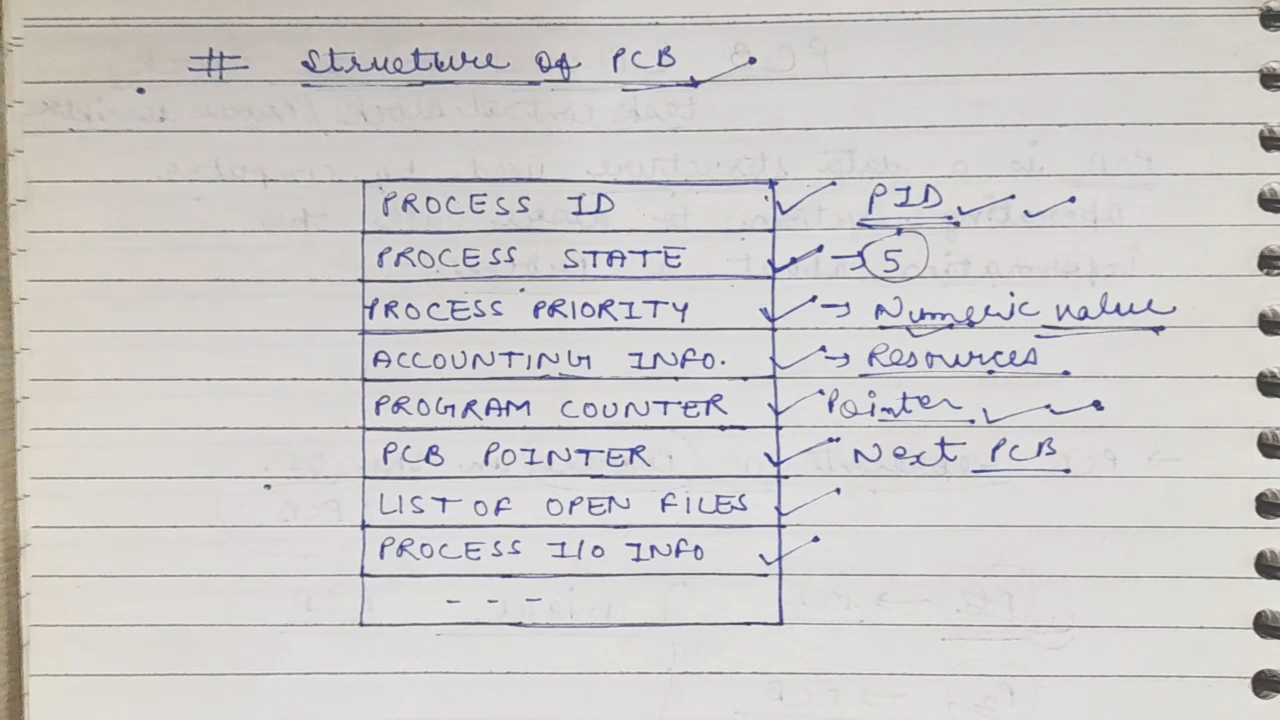 # Structure of PCB
PROCESS ID PID
PROCESS STATE → 5
PROCESS PRIORITY → Numeric value
ACCOUNTING INFO. → Resources
PROGRAM COUNTER Pointer
PCB POINTER Next PCB
LIST OF OPEN FILES
PROCESS I/O INFO
- - -